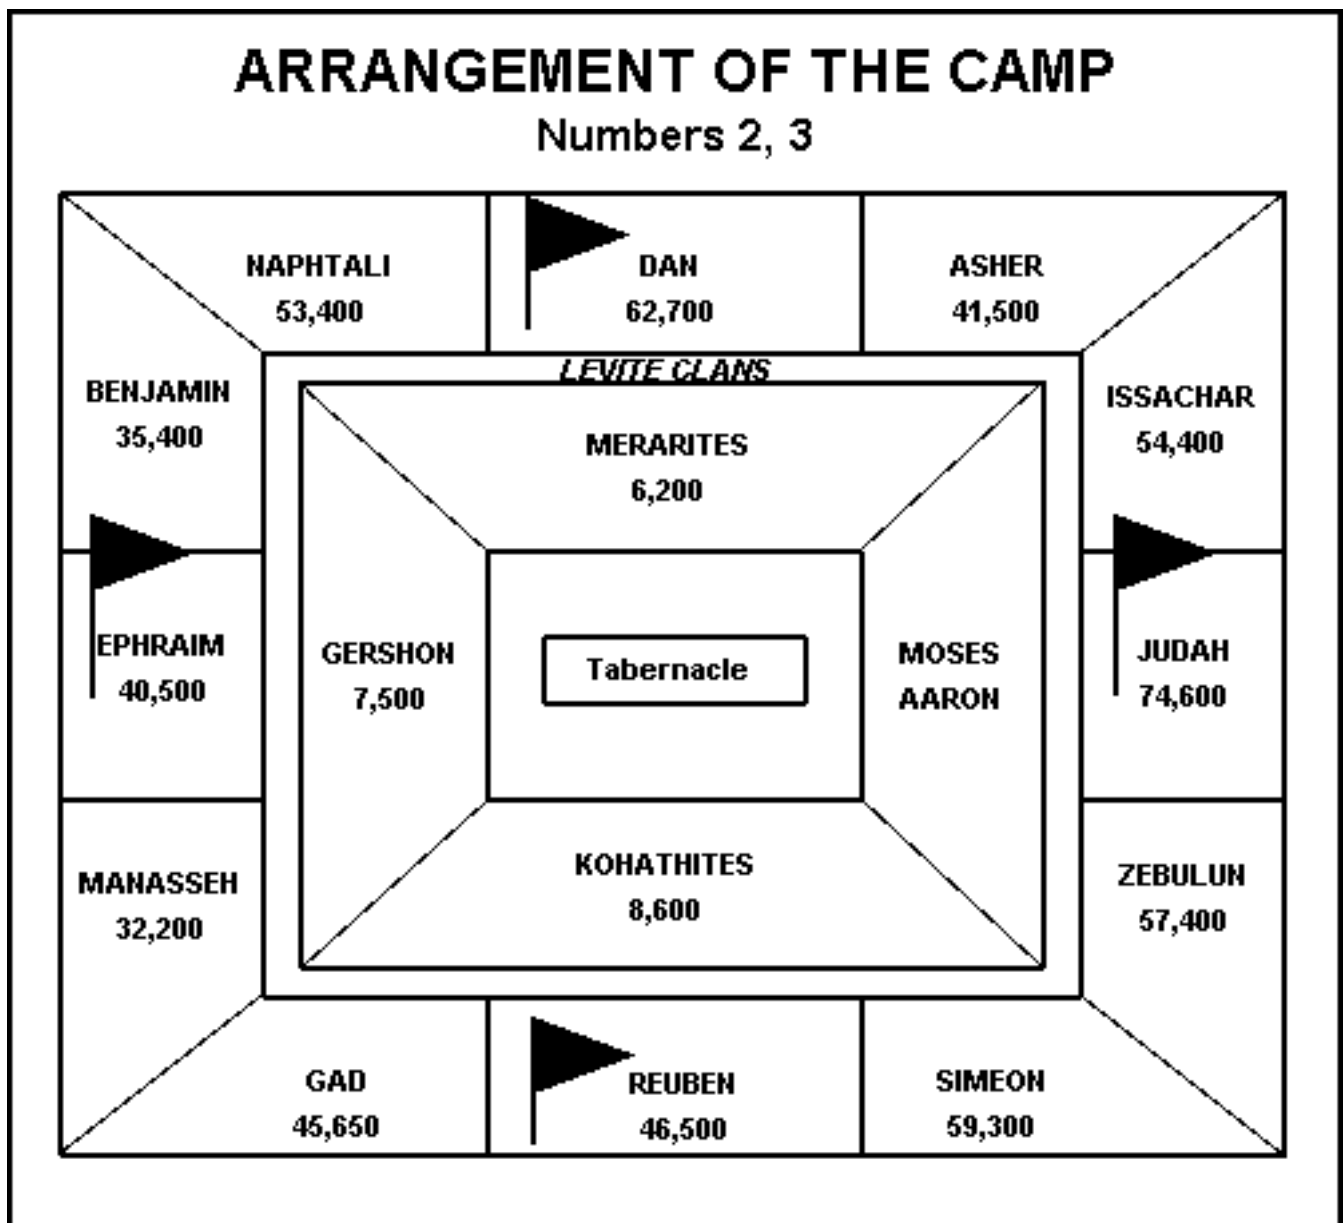 ARRANGEMENT OF THE CAMP
Numbers 2, 3
NAPHTALI
53,400
DAN
62,700
ASHER
41,500
LEVITE CLANS
BENJAMIN
35,400
MERARITES
6,200
ISSACHAR
54,400
EPHRAIM
40,500
GERSHON
7,500
Tabernacle
MOSES
AARON
JUDAH
74,600
MANASSEH
32,200
KOHATHITES
8,600
ZEBULUN
57,400
GAD
45,650
REUBEN
46,500
SIMEON
59,300